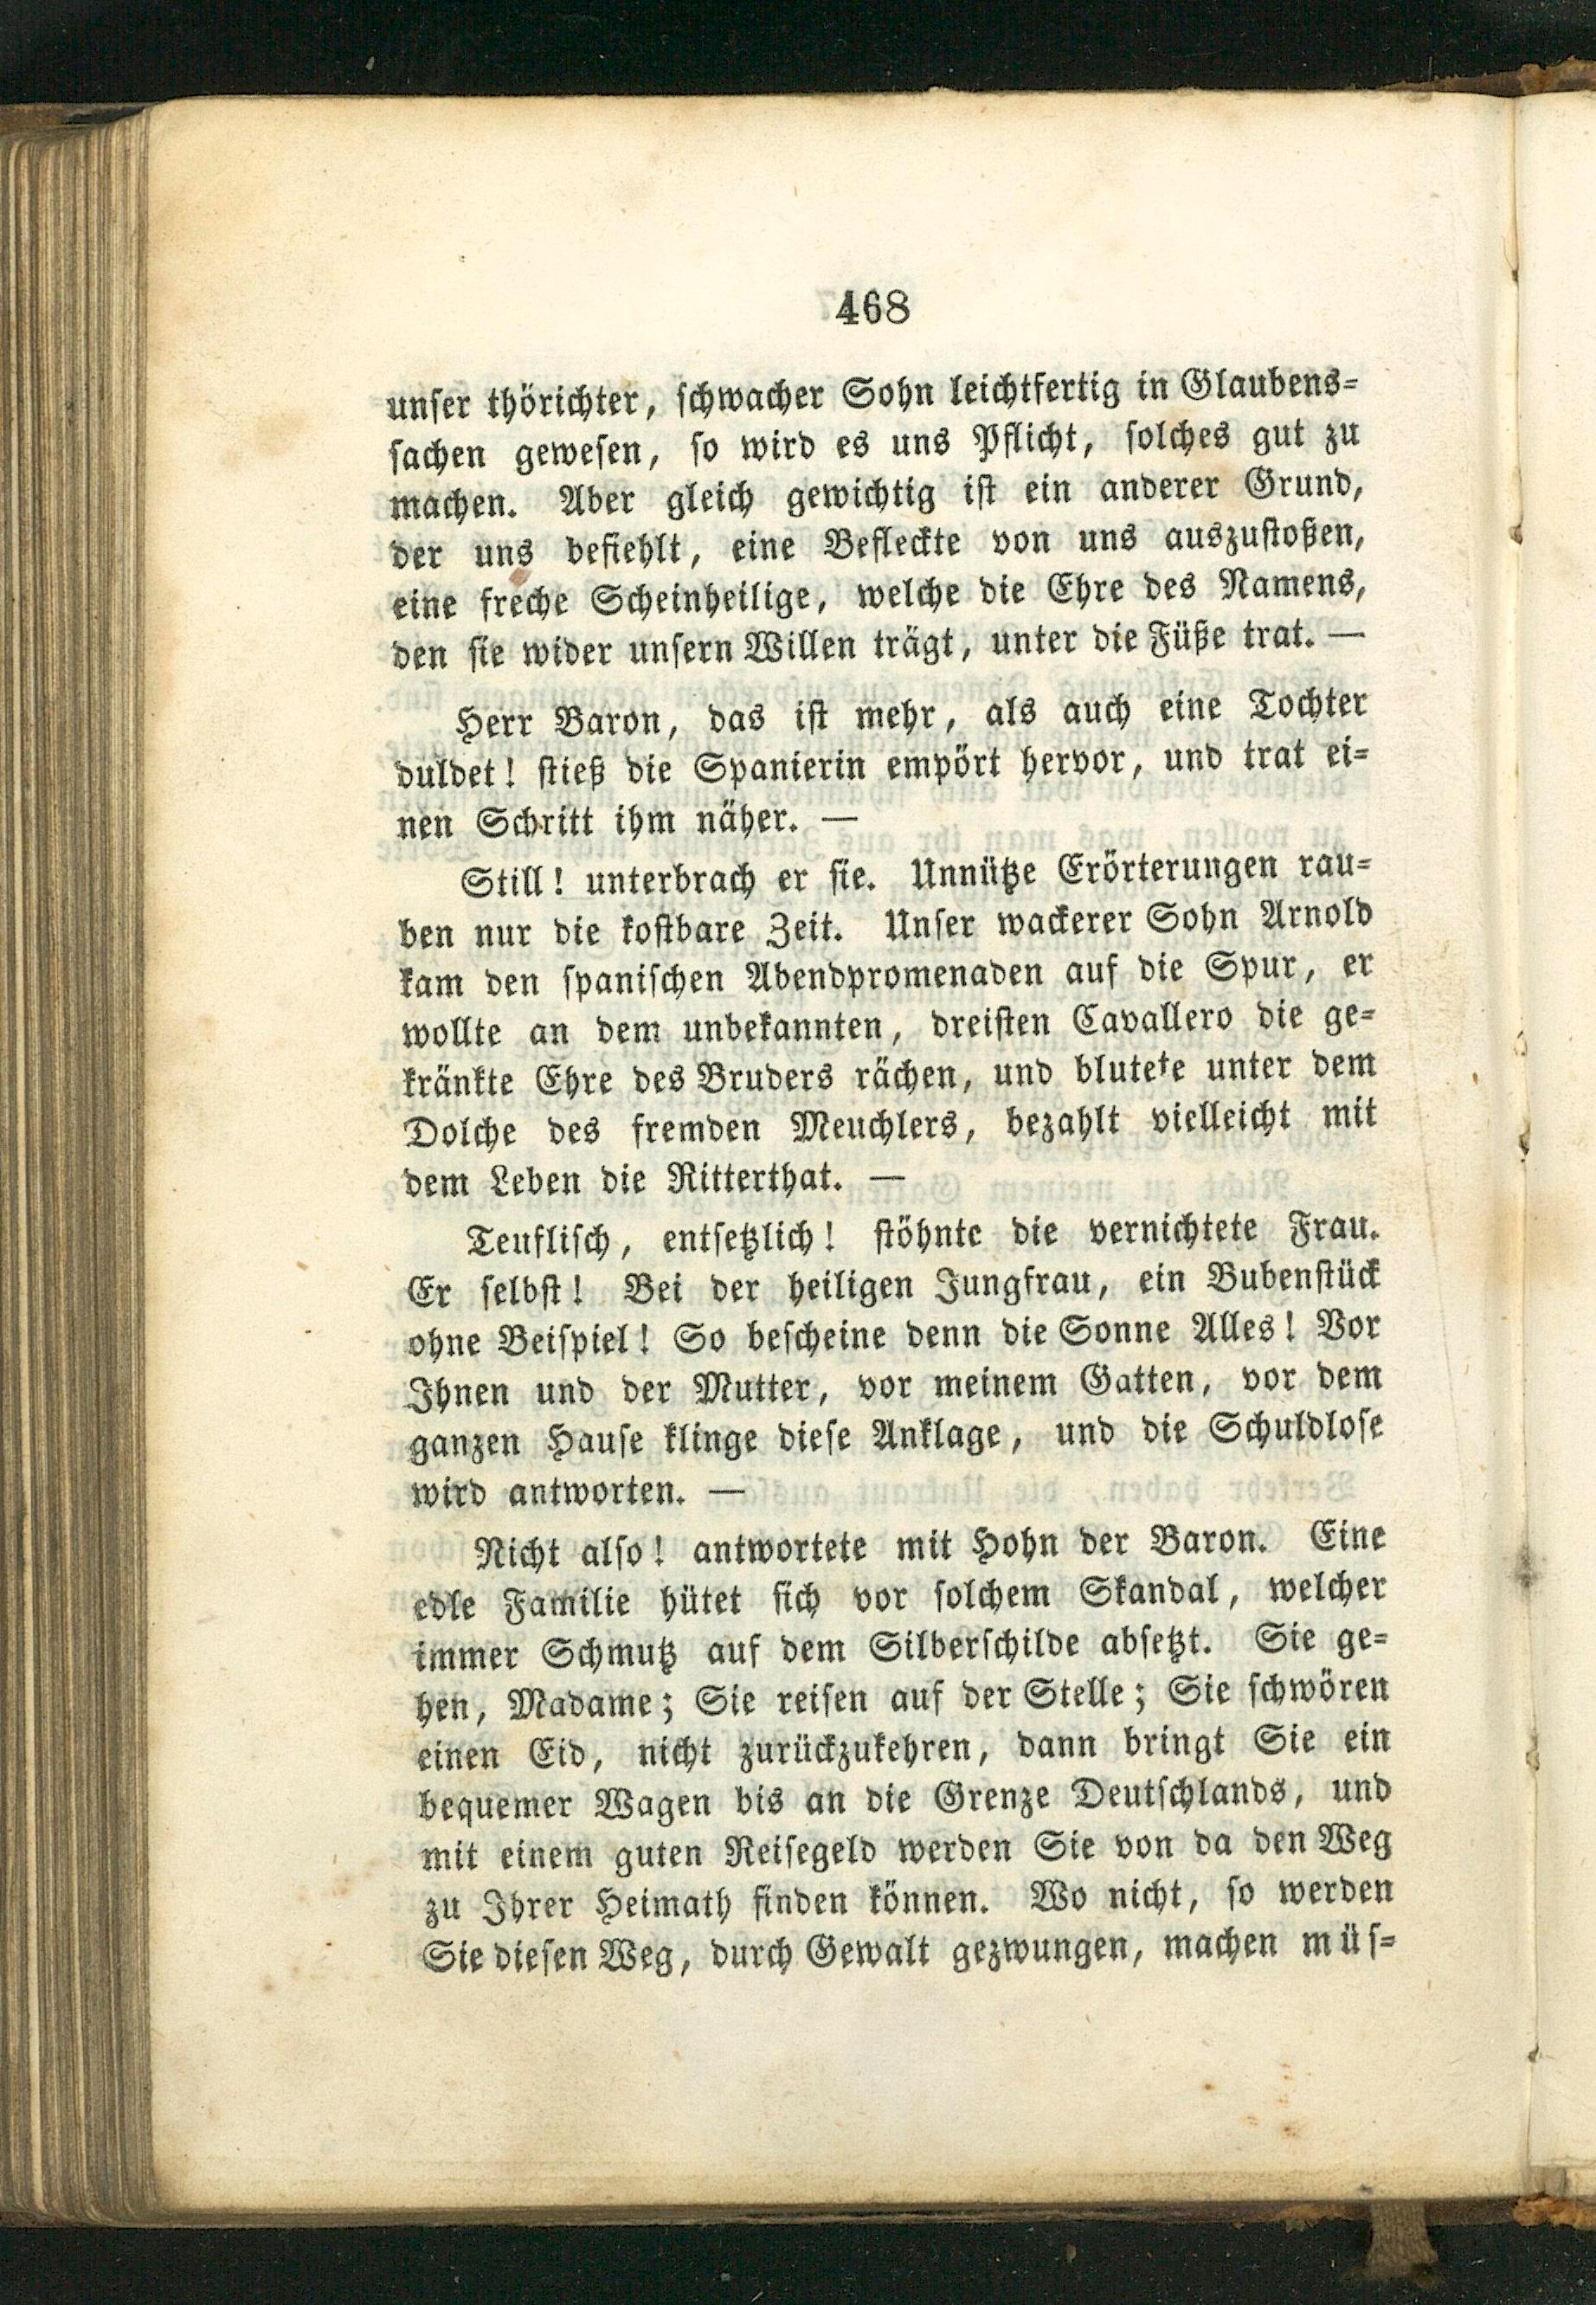 468
unser thörichter, schwacher Sohn leichtfertig in Glaubens=
sachen gewesen, so wird es uns Pflicht, solches gut zu
machen. Aber gleich gewichtig ist ein anderer Grund,
der uns befiehlt, eine Befleckte von uns auszustoßen,
eine freche Scheinheilige, welche die Ehre des Namens,
den sie wider unsern Willen trägt, unter die Füße trat. —
Herr Baron, das ist mehr, als auch eine Tochter
duldet! stieß die Spanierin empört hervor, und trat ei=
nen Schritt ihm näher. —
Still! unterbrach er sie. Unnütze Erörterungen rau=
ben nur die kostbare Zeit. Unser wackerer Sohn Arnold
kam den spanischen Abendpromenaden auf die Spur, er
wollte an dem unbekannten, dreisten Cavallero die ge=
kränkte Ehre des Bruders rächen, und blutete unter dem
Dolche des fremden Meuchlers, bezahlt vielleicht mit
dem Leben die Ritterthat. —
Teuflisch, entsetzlich! stöhnte die vernichtete Frau.
Er selbst! Bei der heiligen Jungfrau, ein Bubenstück
ohne Beispiel! So bescheine denn die Sonne Alles! Vor
Ihnen und der Mutter, vor meinem Gatten, vor dem
ganzen Hause klinge diese Anklage, und die Schuldlose
wird antworten. —
Nicht also! antwortete mit Hohn der Baron. Eine
edle Familie hütet sich vor solchem Skandal, welcher
immer Schmutz auf dem Silberschilde absetzt. Sie ge=
hen, Madame; Sie reisen auf der Stelle; Sie schwören
einen Eid, nicht zurückzukehren, dann bringt Sie ein
bequemer Wagen bis an die Grenze Deutschlands, und
mit einem guten Reisegeld werden Sie von da den Weg
zu Ihrer Heimath finden können. Wo nicht, so werden
Sie diesen Weg, durch Gewalt gezwungen, machen müs=